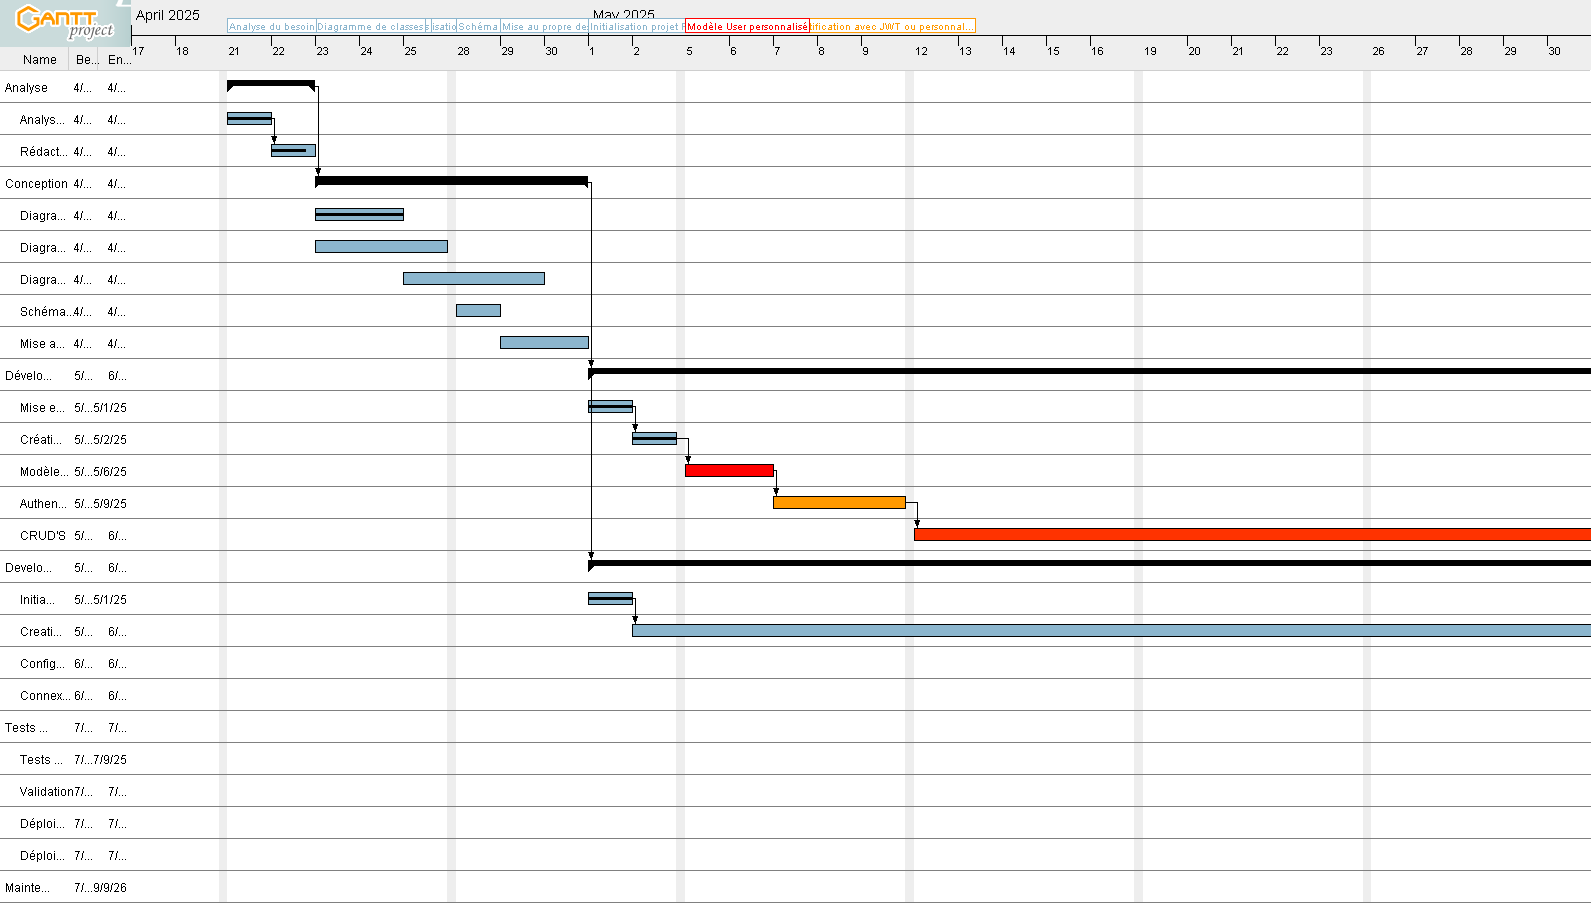 GANTT
project
April 2025
May 2025
Analyse du besoin Diagramme de classes isatio Schéma Mise au propre de Initialisation projet Modèle User personnalisé tification avec JWT ou personnal...
17 18 21 22 23 24 25 28 29 30 1 2 5 6 7 8 9 12 13 14 15 16 19 20 21 22 23 26 27 28 29 30
Name Be... En...
Analyse 4/... 4/...
Analys... 4/... 4/...
Rédact... 4/... 4/...
Conception 4/... 4/...
Diagra... 4/... 4/...
Diagra... 4/... 4/...
Diagra... 4/... 4/...
Schéma... 4/... 4/...
Mise a... 4/... 4/...
Dévelo... 5/... 6/...
Mise e... 5/... 5/1/25
Créati... 5/... 5/2/25
Modèle... 5/... 5/6/25
Authen... 5/... 5/9/25
CRUD'S 5/... 6/...
Develo... 5/... 6/...
Initia... 5/... 5/1/25
Creati... 5/... 6/...
Config... 6/... 6/...
Connex... 6/... 6/...
Tests ... 7/... 7/...
Tests ... 7/... 7/9/25
Validation 7/... 7/...
Déploi... 7/... 7/...
Déploi... 7/... 7/...
Mainte... 7/... 9/9/26